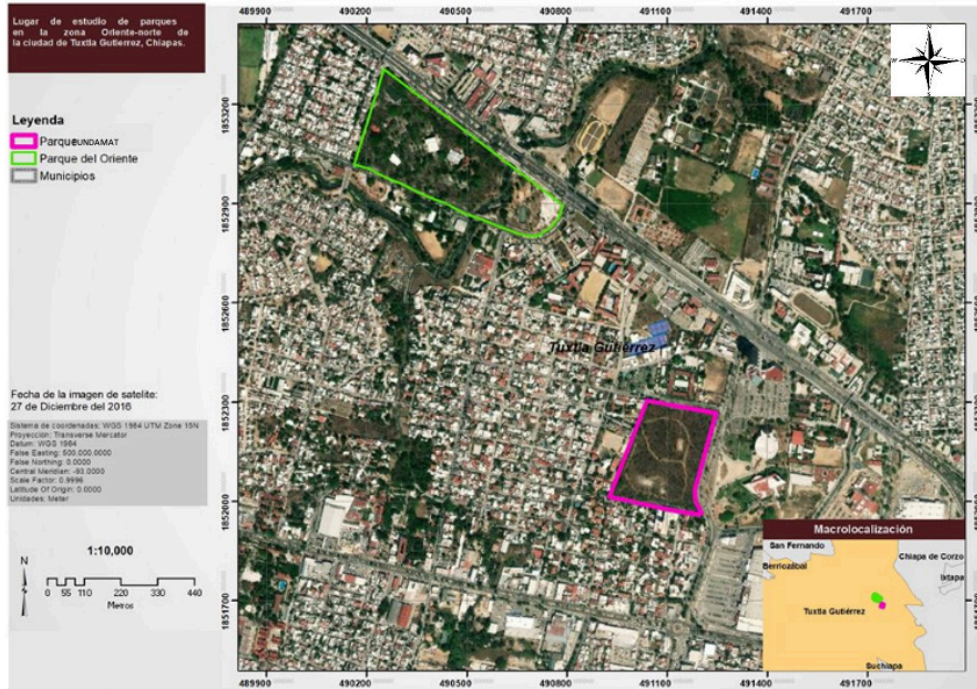 Lugar de estudio de parques
en la zona Oriente-norte de
la ciudad de Tuxtla Gutierrez, Chiapas.
Leyenda
ParqueUNDAMAT
Parque del Oriente
Municipios
Fecha de la imagen de satelite:
27 de Diciembre del 2016
Sistema de coordenadas: WGS 1984 UTM Zone 15N
Proyección: Transverse Mercator
Datum: WGS 1984
False Easting: 500,000.0000
False Northing: 0.0000
Central Meridian: -93.0000
Scale Factor: 0.9996
Latitude Of Origin: 0.0000
Unidades: Meter
1:10,000
N
0 55 110 220 330 440
Metros
489900 490200 490500 490800 491100 491400 491700
1853200
1852900
1852600
1852300
1852000
1851700
Tuxtla Gutiérrez
N
W
E
S
1853200
1852900
1852300
Macrolocalización
San Fernando
Chiapa de Corzo
Berriozábal
Ixtapa
Tuxtla Gutiérrez
Suchiapa
489900 490200 490500 490800 491100 491400 491700